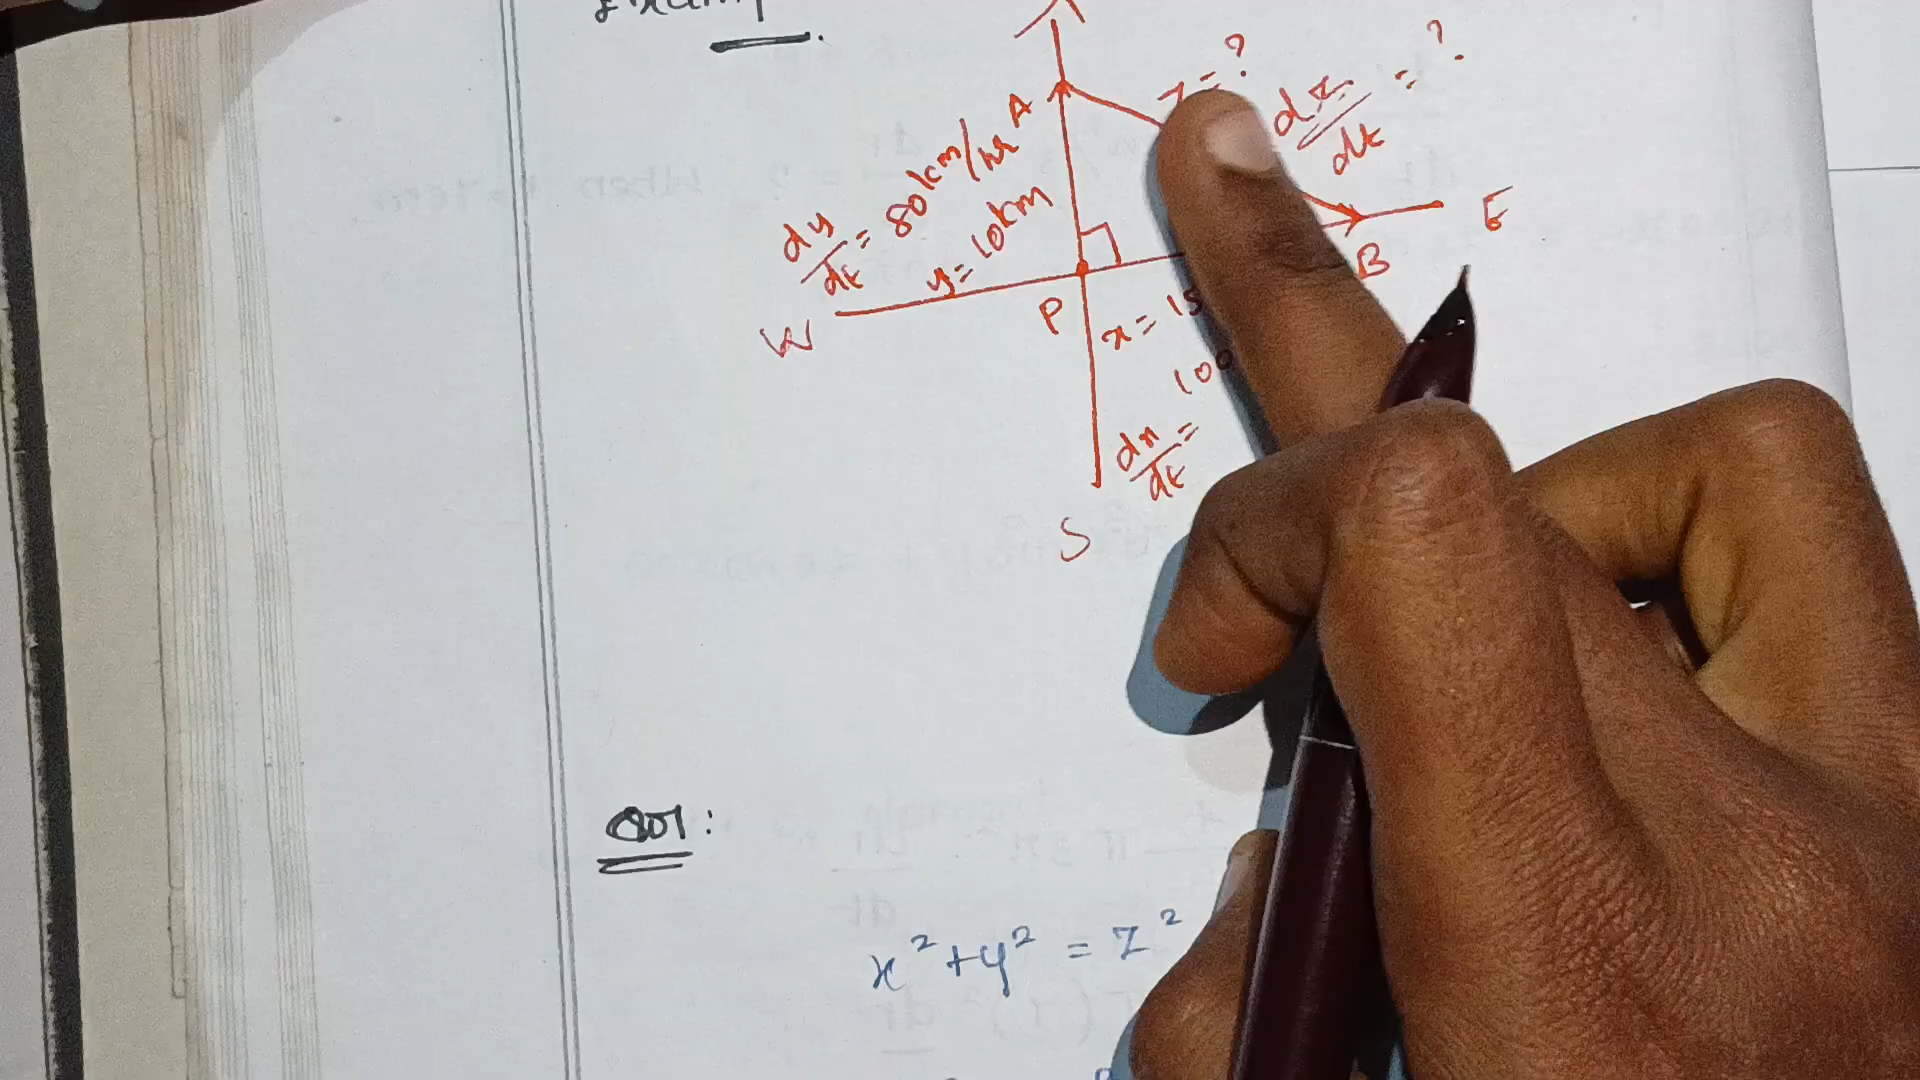 z = ?
dz/dt = ?
A
dy/dt = 80 km/hr
y = 10 km
E
B
P
W
x = 15
100
dx/dt =
S
Sol :
x² + y² = z²